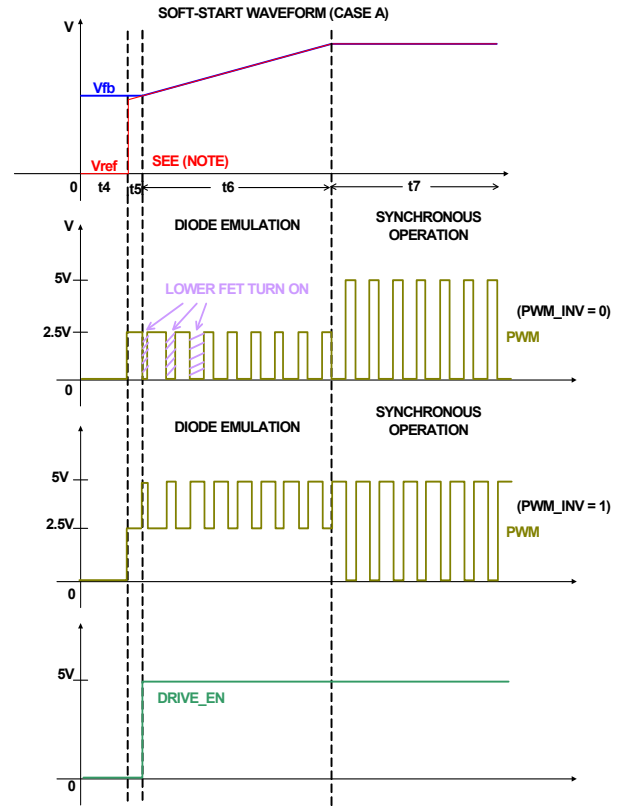 SOFT-START WAVEFORM (CASE A)
V
Vfb
Vref
SEE (NOTE)
0
t4
t5
t6
t7
V
DIODE EMULATION
SYNCHRONOUS
OPERATION
5V
LOWER FET TURN ON
(PWM_INV = 0)
2.5V
PWM
0
DIODE EMULATION
SYNCHRONOUS
OPERATION
5V
(PWM_INV = 1)
2.5V
PWM
0
5V
DRIVE_EN
0